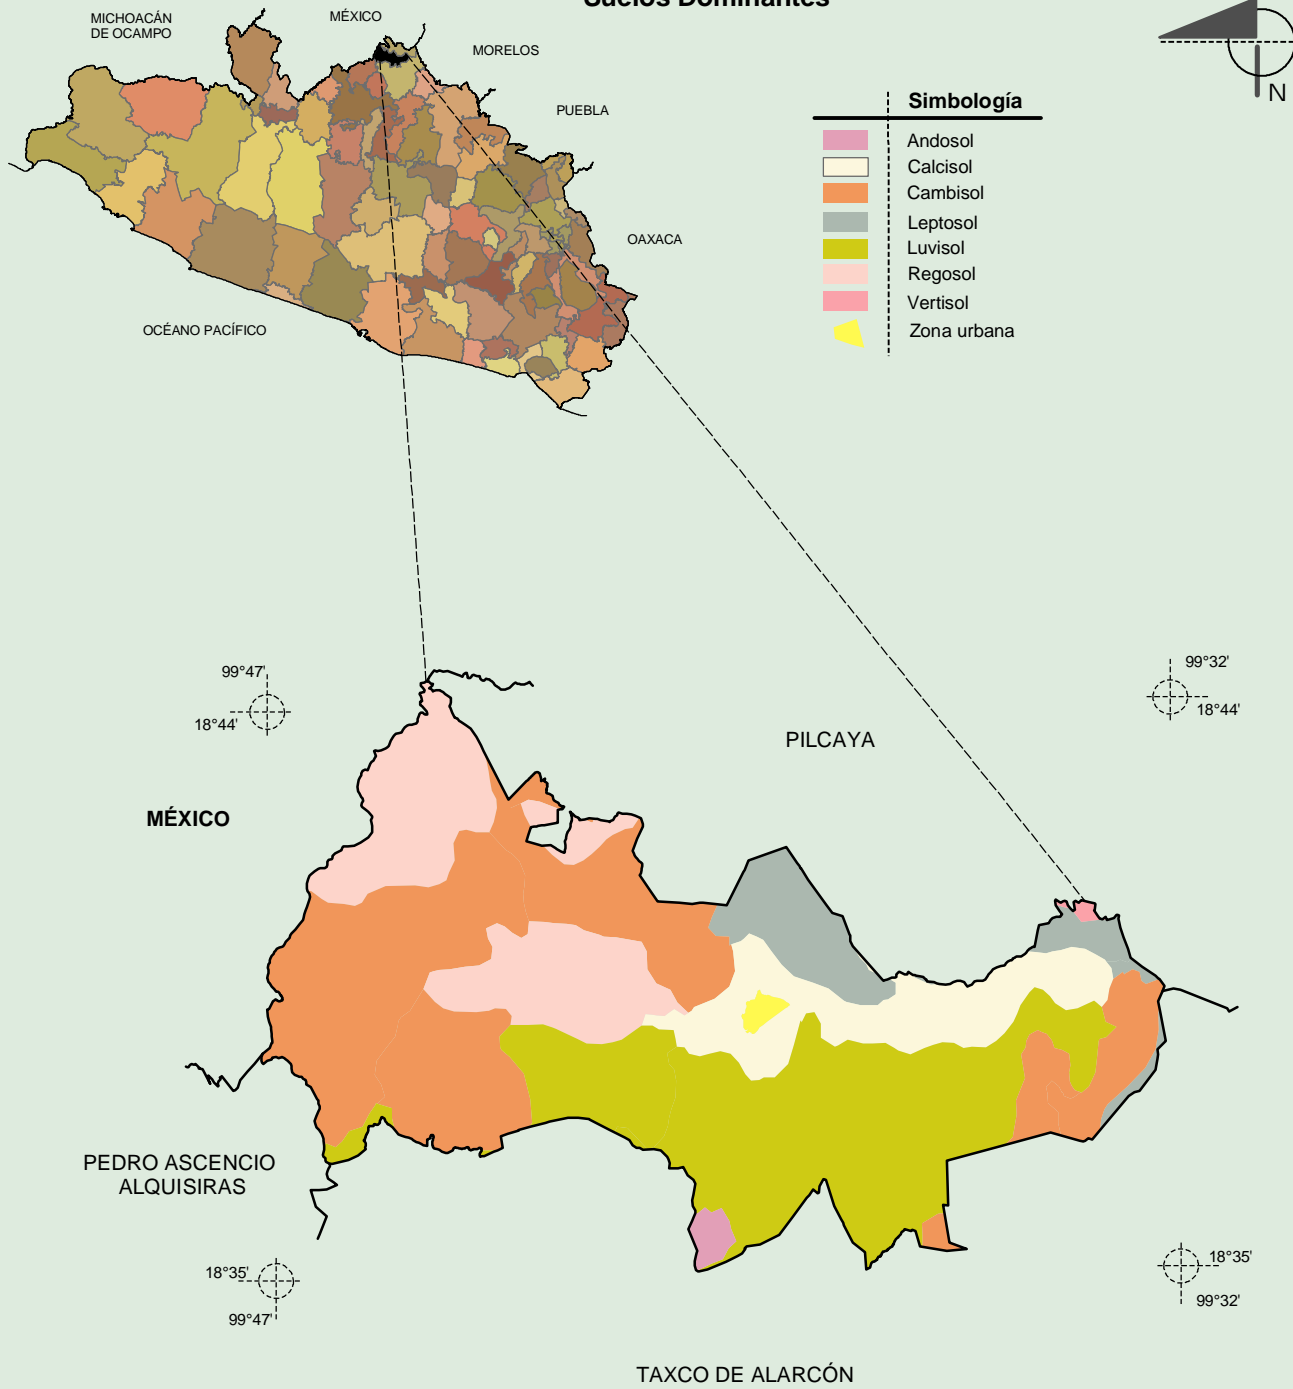 Suelos Dominantes
MICHOACÁN
DE OCAMPO
MÉXICO
MORELOS
PUEBLA
OAXACA
OCÉANO PACÍFICO
N
Simbología
Andosol
Calcisol
Cambisol
Leptosol
Luvisol
Regosol
Vertisol
Zona urbana
99°47'
18°44'
99°32'
18°44'
PILCAYA
MÉXICO
PEDRO ASCENCIO
ALQUISIRAS
18°35'
99°47'
18°35'
99°32'
TAXCO DE ALARCÓN